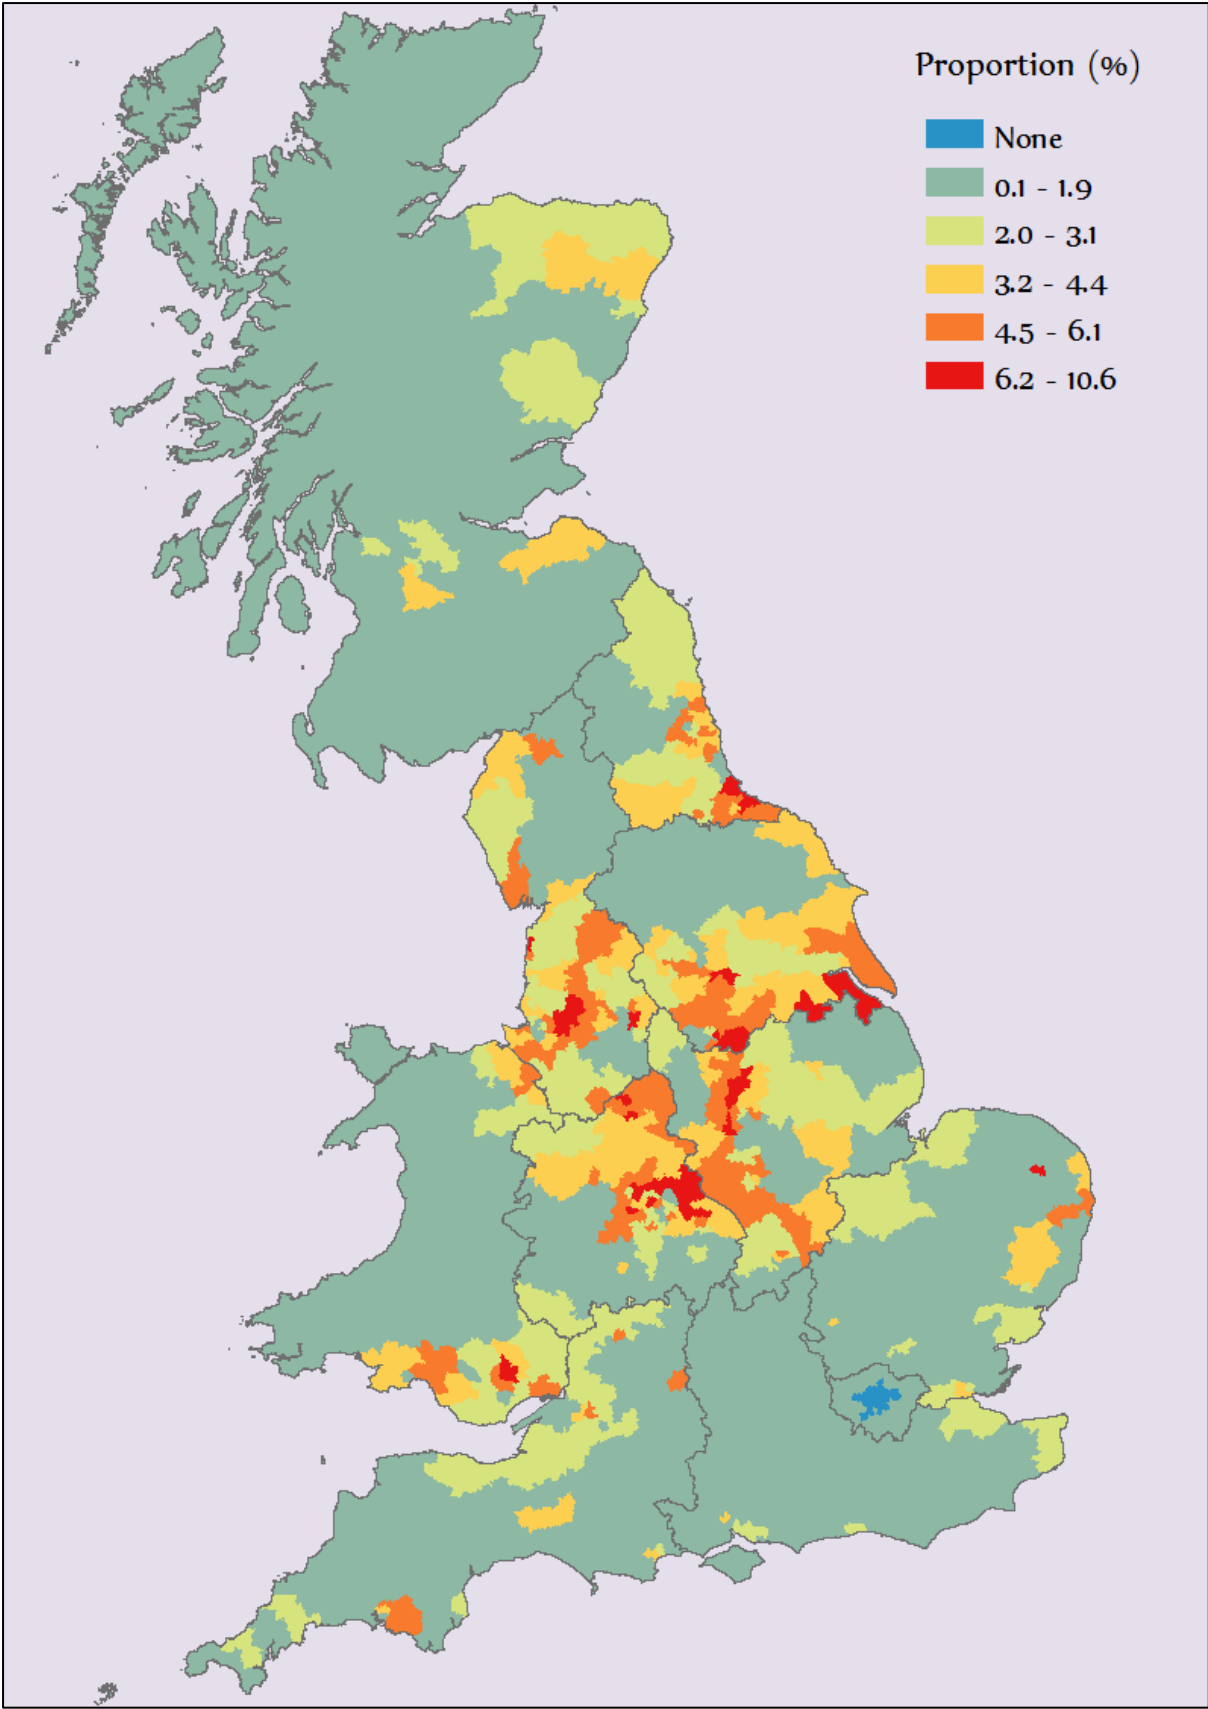 Proportion (%)
None
0.1 - 1.9
2.0 - 3.1
3.2 - 4.4
4.5 - 6.1
6.2 - 10.6